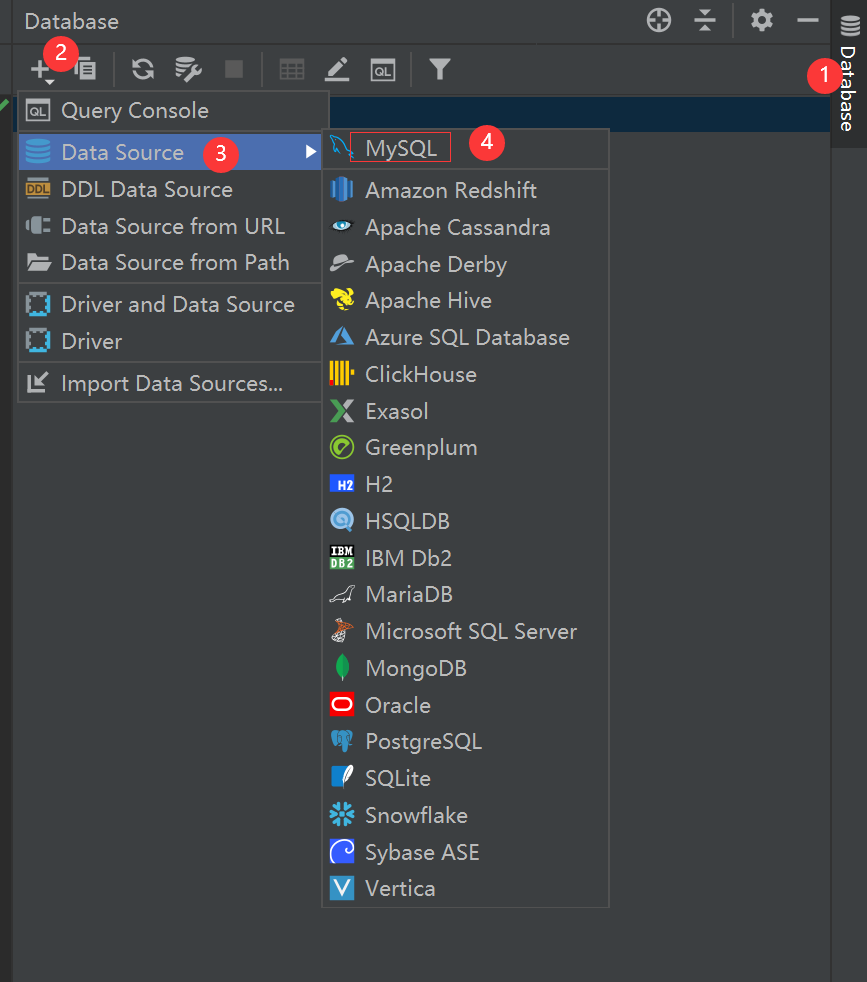 Database
2
QL
1
Database
QL Query Console
Data Source 3
DDL DDL Data Source
Data Source from URL
Data Source from Path
Driver and Data Source
Driver
Import Data Sources...
MySQL 4
Amazon Redshift
Apache Cassandra
Apache Derby
Apache Hive
Azure SQL Database
ClickHouse
Exasol
Greenplum
H2 H2
HSQLDB
IBM DB2 IBM Db2
MariaDB
Microsoft SQL Server
MongoDB
Oracle
PostgreSQL
SQLite
Snowflake
Sybase ASE
V Vertica